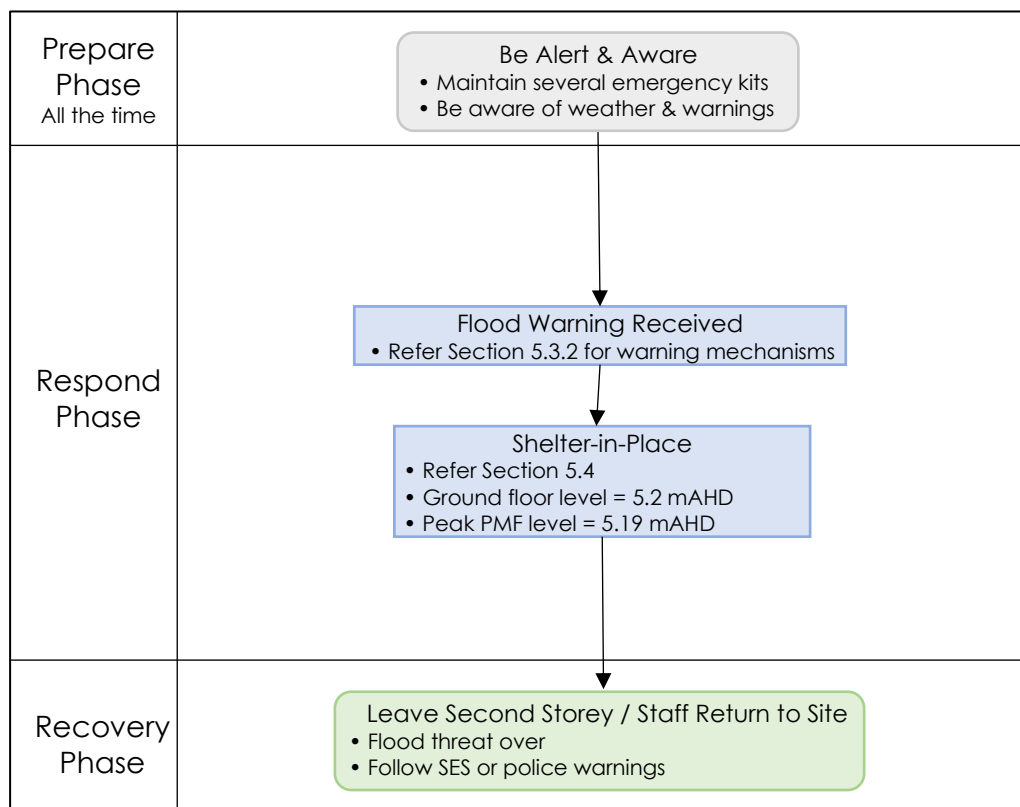 Prepare
Phase
All the time
Be Alert & Aware
• Maintain several emergency kits
• Be aware of weather & warnings
Respond
Phase
Flood Warning Received
• Refer Section 5.3.2 for warning mechanisms
Shelter-in-Place
• Refer Section 5.4
• Ground floor level = 5.2 mAHD
• Peak PMF level = 5.19 mAHD
Recovery
Phase
Leave Second Storey / Staff Return to Site
• Flood threat over
• Follow SES or police warnings